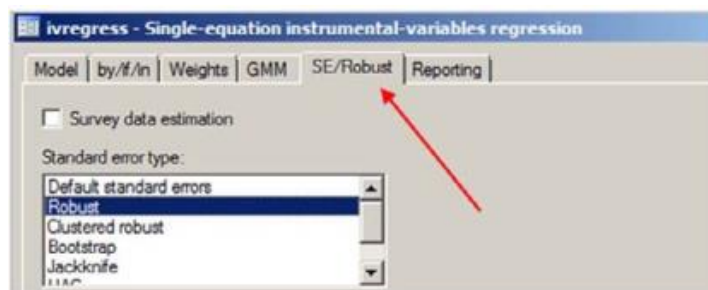 ivregress - Single-equation instrumental-variables regression
Model by/if/in Weights GMM SE/Robust Reporting
Survey data estimation
Standard error type:
Default standard errors
Robust
Clustered robust
Bootstrap
Jackknife